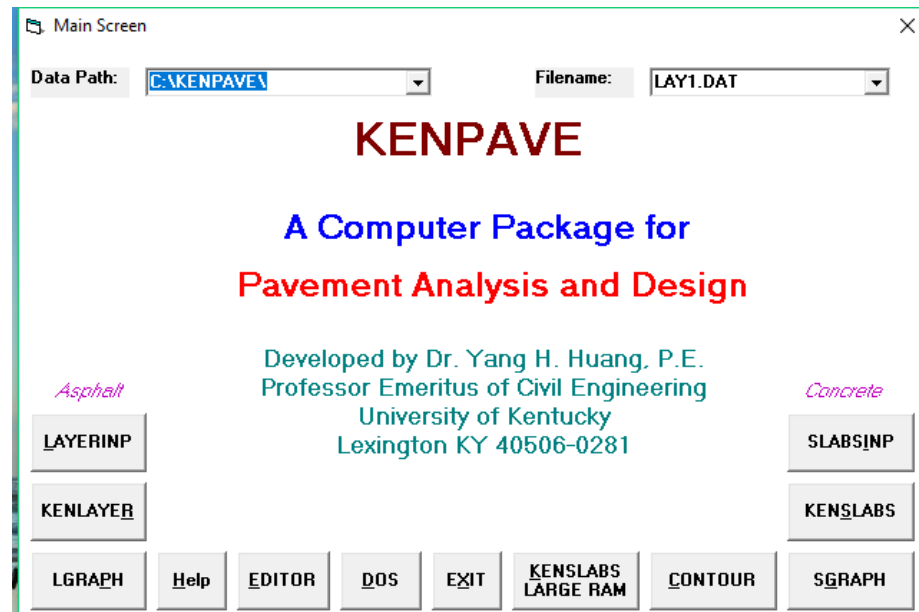 Main Screen
Data Path: C:\KENPAVE\ Filename: LAY1.DAT
KENPAVE
A Computer Package for
Pavement Analysis and Design
Developed by Dr. Yang H. Huang, P.E.
Asphalt Professor Emeritus of Civil Engineering Concrete
University of Kentucky
LAYERINP Lexington KY 40506-0281 SLABSINP
KENLAYER KENSLABS
LGRAPH Help EDITOR DOS EXIT KENSLABS LARGE RAM CONTOUR SGRAPH